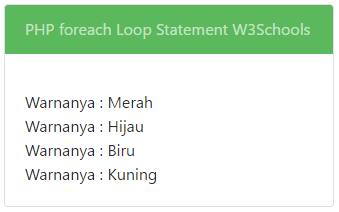 PHP foreach Loop Statement W3Schools
Warnanya : Merah
Warnanya : Hijau
Warnanya : Biru
Warnanya : Kuning